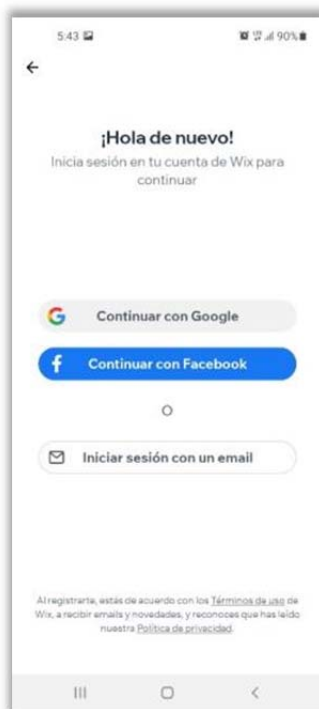 5:43
90%
¡Hola de nuevo!
Inicia sesión en tu cuenta de Wix para
continuar
Continuar con Google
Continuar con Facebook
O
Iniciar sesión con un email
Al registrarte, estás de acuerdo con los Términos de uso de
Wix, a recibir emails y novedades, y reconoces que has leído
nuestra Política de privacidad.